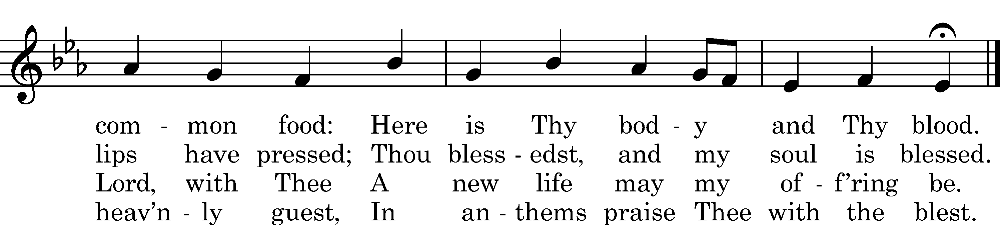 com - mon food: Here is Thy bod - y and Thy blood.
lips have pressed; Thou bless - edst, and my soul is blessed.
Lord, with Thee A new life may my of - f’ring be.
heav’n - ly guest, In an - thems praise Thee with the blest.